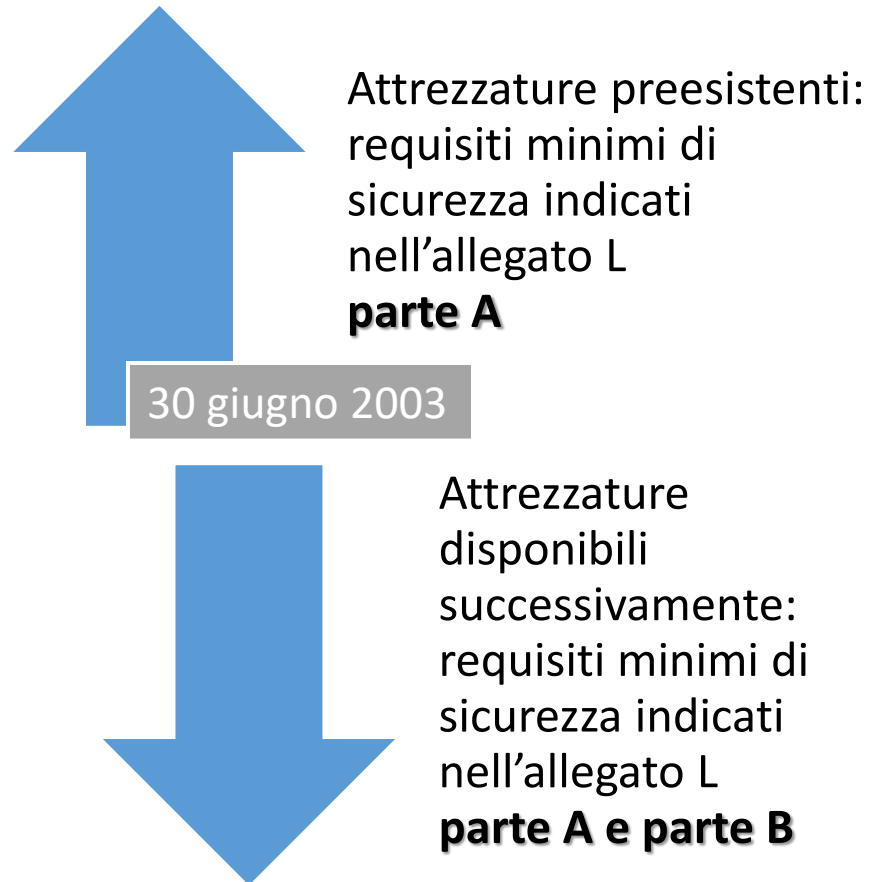 Attrezzature preesistenti:
requisiti minimi di
sicurezza indicati
nell’allegato L
parte A
30 giugno 2003
Attrezzature
disponibili
successivamente:
requisiti minimi di
sicurezza indicati
nell’allegato L
parte A e parte B